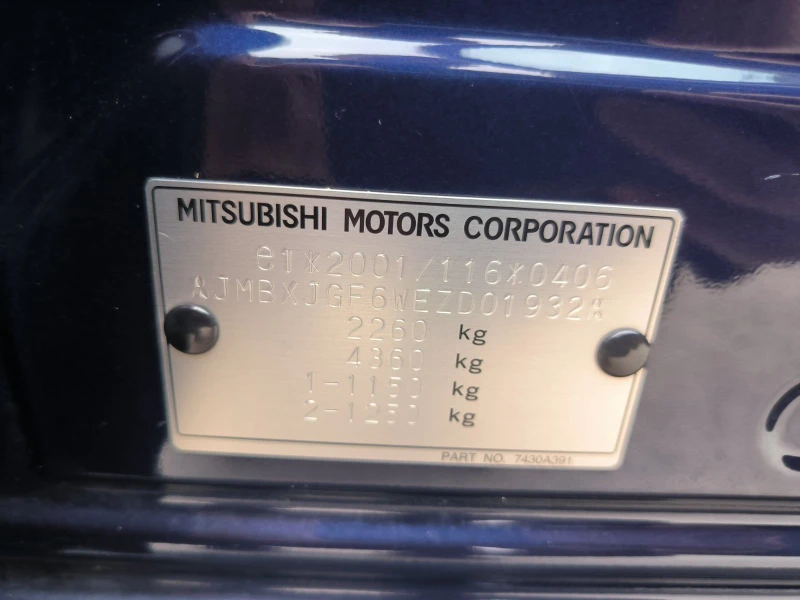 MITSUBISHI MOTORS CORPORATION
e1*2001/116*0406
*JMBXJGF6WEZD01932*
2260 kg
4360 kg
1-1150 kg
2-1250 kg
PART NO. 7430A391